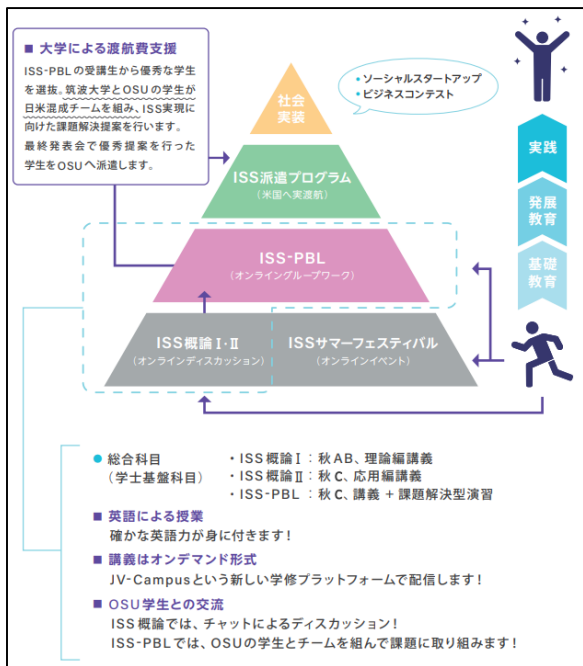 ■ 大学による渡航費支援
ISS-PBLの受講生から優秀な学生
を選抜。筑波大学とOSUの学生が
日米混成チームを組み、ISS実現に
向けた課題解決提案を行います。
最終発表会で優秀提案を行った
学生をOSUへ派遣します。
・ソーシャルスタートアップ
・ビジネスコンテスト
社会
実装
ISS派遣プログラム
（米国へ実渡航）
ISS-PBL
（オンライングループワーク）
ISS概論Ⅰ・Ⅱ
（オンラインディスカッション）
ISSサマーフェスティバル
（オンラインイベント）
実践
発展
教育
基礎
教育
● 総合科目
（学士基盤科目）
・ISS概論Ⅰ：秋AB、理論編講義
・ISS概論Ⅱ：秋C、応用編講義
・ISS-PBL：秋C、講義＋課題解決型演習
■ 英語による授業
確かな英語力が身に付きます！
■ 講義はオンデマンド形式
JV-Campusという新しい学修プラットフォームで配信します！
■ OSU学生との交流
ISS概論では、チャットによるディスカッション！
ISS-PBLでは、OSUの学生とチームを組んで課題に取り組みます！